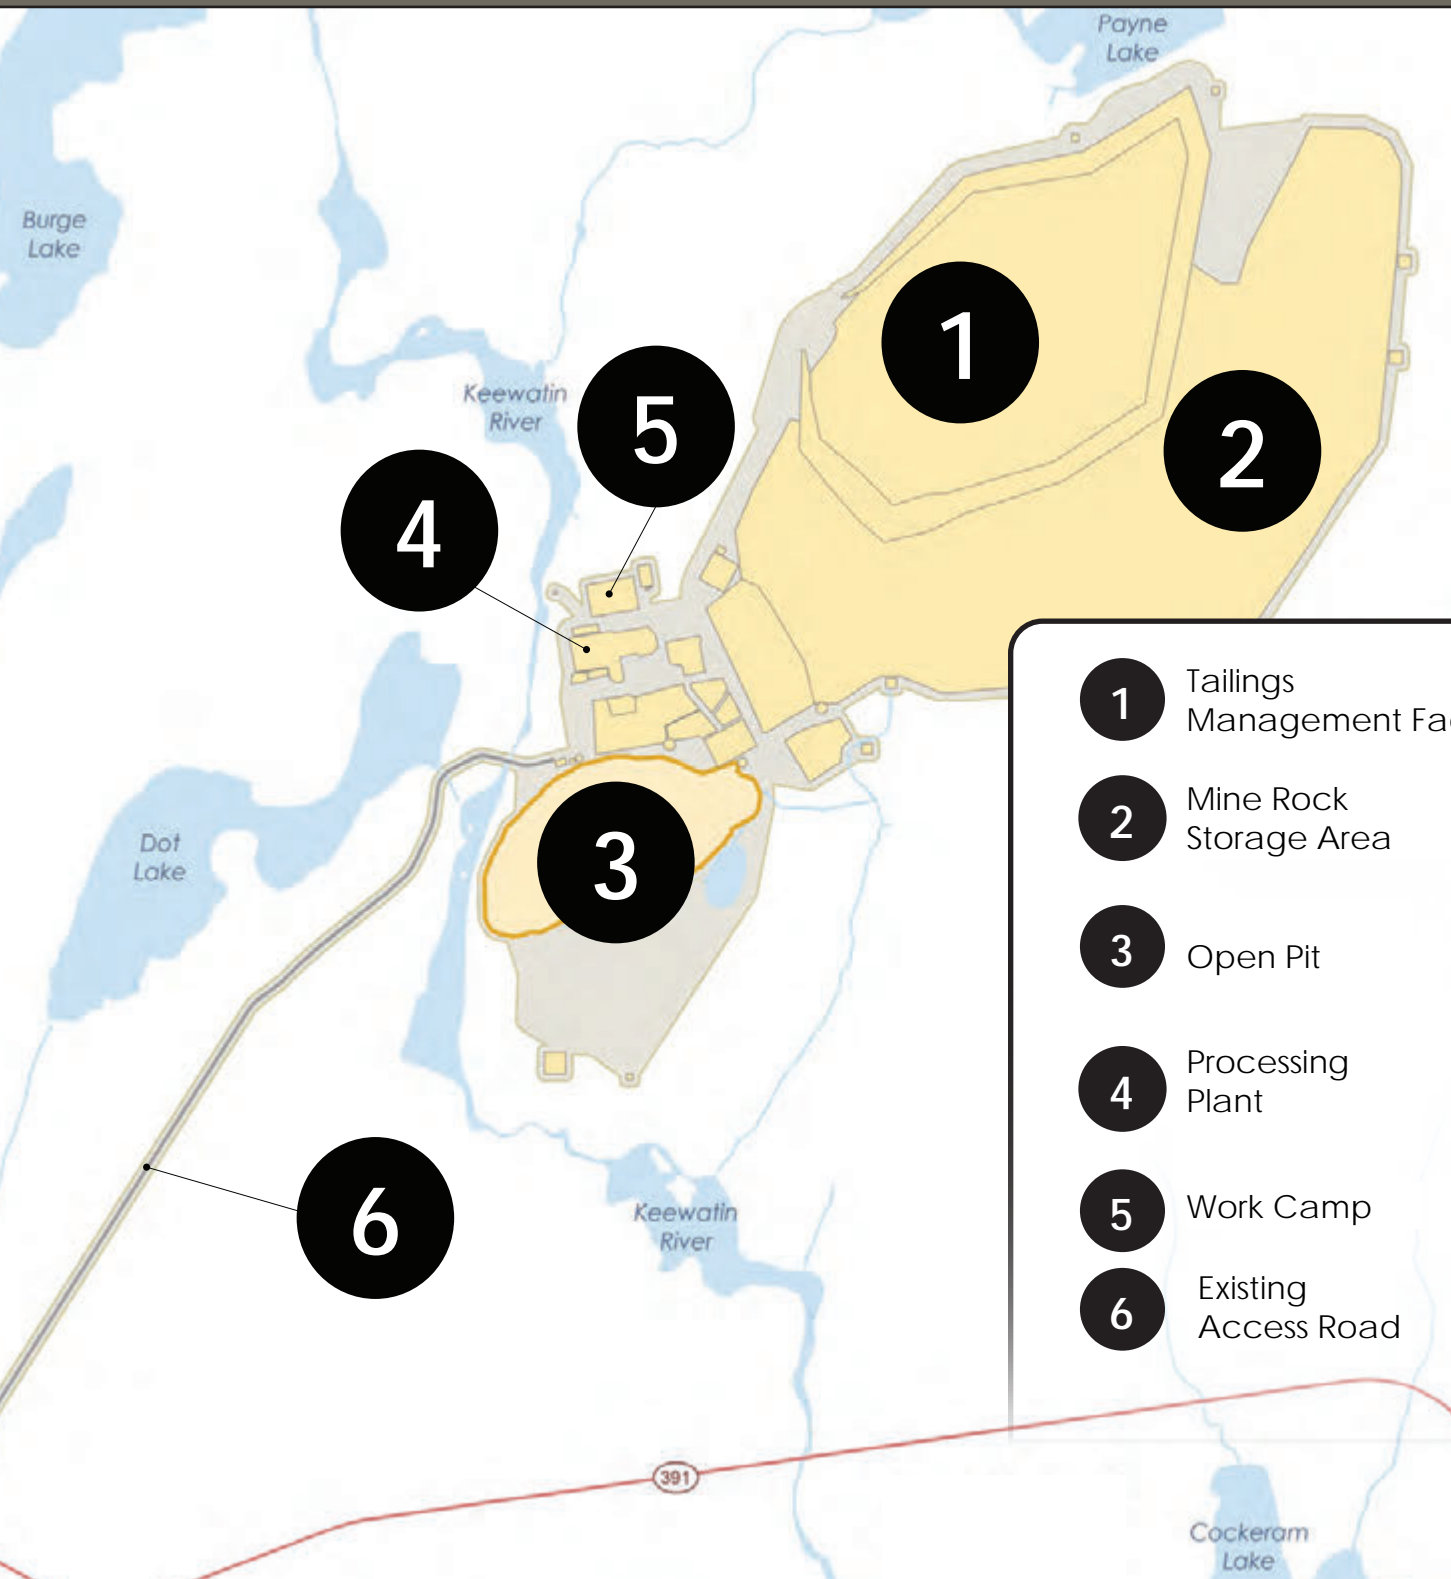 Payne
Lake
Burge
Lake
1
Keewatin
River
5
2
4
1
Tailings
Management Fac
2
Mine Rock
Storage Area
Dot
Lake
3
3
Open Pit
4
Processing
Plant
5
Work Camp
6
Keewatin
River
6
Existing
Access Road
391
Cockeram
Lake